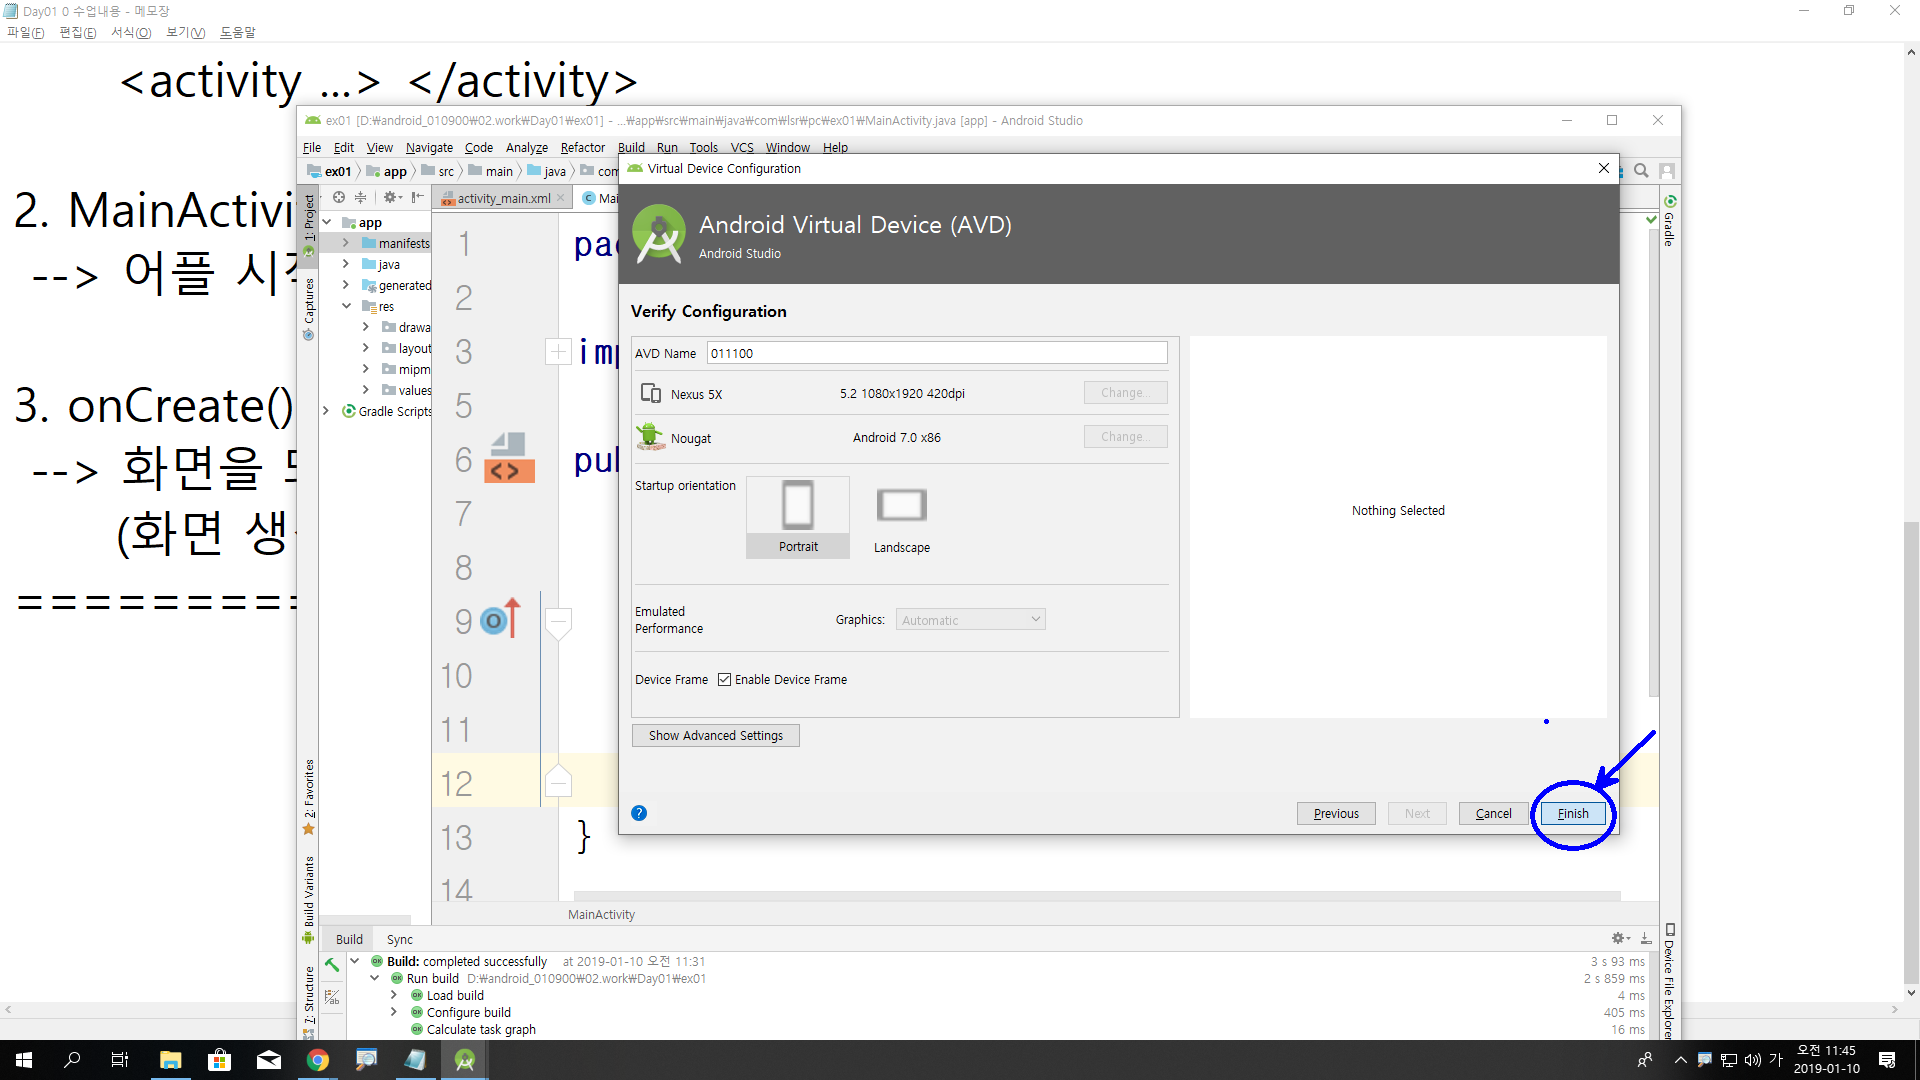 Day01 0 수업내용 - 메모장
파일(F) 편집(E) 서식(O) 보기(V) 도움말
<activity ...> </activity>
2. MainActivi
--> 어플 시
3. onCreate()
--> 화면을
(화면 생
=========
ex01 [D:₩android_010900₩02.work₩Day01₩ex01] - ...₩app₩src₩main₩java₩com₩lsr₩pc₩ex01₩MainActivity.java [app] - Android Studio
File Edit View Navigate Code Analyze Refactor Build Run Tools VCS Window Help
ex01 app src main java com
1: Project
Captures
2: Favorites
Build Variants
7: Structure
app
manifests
java
generated
res
drawa
layout
mipm
values
Gradle Scripts
activity_main.xml Mai
1 pac
2
3 imp
5
6 pub
7
8
9
10
11
12
13 }
14
MainActivity
Gradle
Device File Explorer
Virtual Device Configuration
Android Virtual Device (AVD)
Android Studio
Verify Configuration
AVD Name 011100
Nexus 5X 5.2 1080x1920 420dpi Change...
Nougat Android 7.0 x86 Change...
Startup orientation
Portrait Landscape
Emulated
Performance Graphics: Automatic
Device Frame Enable Device Frame
Show Advanced Settings
Nothing Selected
? Previous Next Cancel Finish
Build Sync
Build: completed successfully at 2019-01-10 오전 11:31 3 s 93 ms
Run build D:₩android_010900₩02.work₩Day01₩ex01 2 s 859 ms
Load build 4 ms
Configure build 405 ms
Calculate task graph 16 ms
가 오전 11:45
2019-01-10